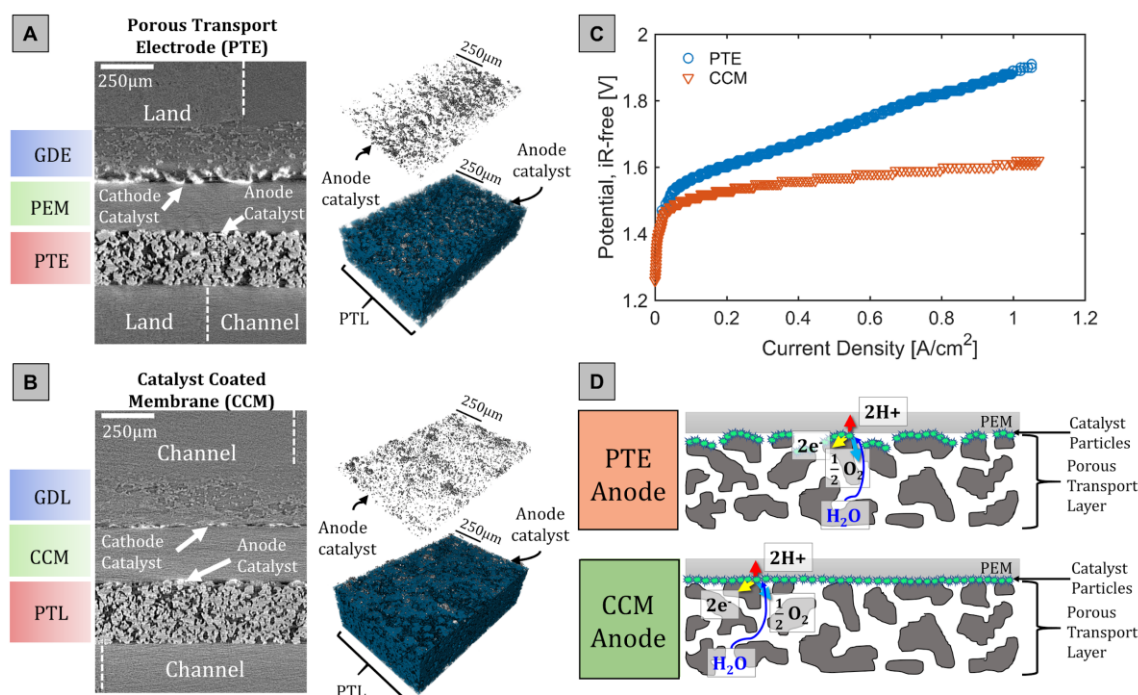 A
Porous Transport
Electrode (PTE)
250μm
Land
GDE
PEM
PTE
Cathode
Catalyst
Anode
Catalyst
Land
Channel
250μm
Anode
catalyst
Anode
catalyst
250μm
PTL
B
Catalyst Coated
Membrane (CCM)
250μm
Channel
GDL
CCM
PTL
Cathode
Catalyst
Anode
Catalyst
Channel
250μm
Anode
catalyst
Anode
catalyst
250μm
PTL
C
Potential, iR-free [V]
2
1.8
1.6
1.4
1.2
PTE
CCM
0
0.2
0.4
0.6
0.8
1
1.2
Current Density [A/cm²]
D
PTE
Anode
2H+
PEM
2e⁻
½ O₂
H₂O
Catalyst
Particles
Porous
Transport
Layer
CCM
Anode
2H+
PEM
2e⁻
½ O₂
H₂O
Catalyst
Particles
Porous
Transport
Layer